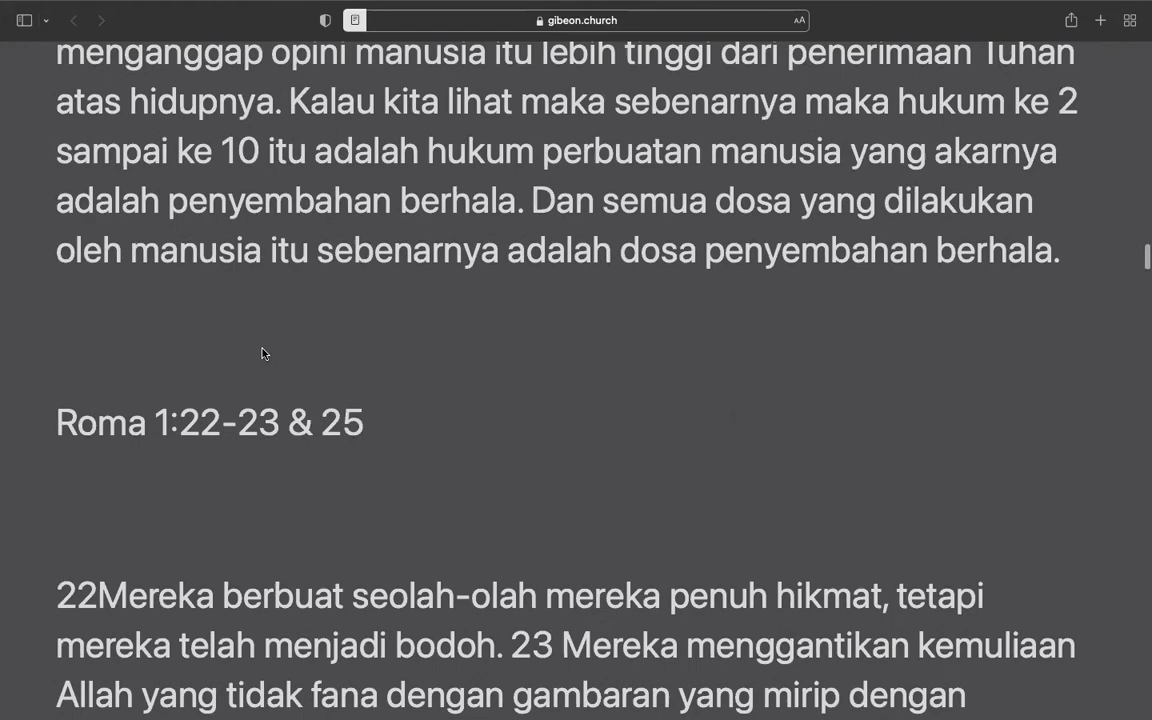 gibeon.church
AA
menganggap opini manusia itu lebih tinggi dari penerimaan Tuhan
atas hidupnya. Kalau kita lihat maka sebenarnya maka hukum ke 2
sampai ke 10 itu adalah hukum perbuatan manusia yang akarnya
adalah penyembahan berhala. Dan semua dosa yang dilakukan
oleh manusia itu sebenarnya adalah dosa penyembahan berhala.
Roma 1:22-23 & 25
22Mereka berbuat seolah-olah mereka penuh hikmat, tetapi
mereka telah menjadi bodoh. 23 Mereka menggantikan kemuliaan
Allah yang tidak fana dengan gambaran yang mirip dengan